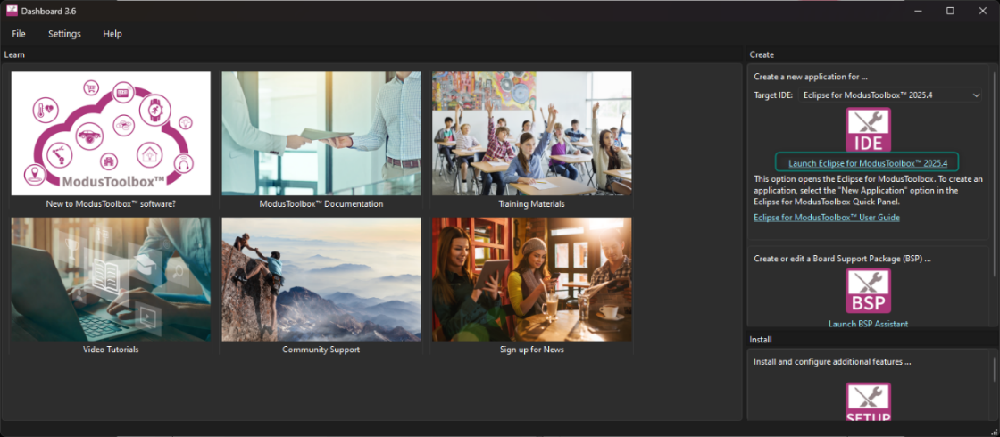 Dashboard 3.6
File Settings Help
Learn
ModusToolbox™
New to ModusToolbox™ software?
ModusToolbox™ Documentation
Training Materials
Video Tutorials
Community Support
Sign up for News
Create
Create a new application for ...
Target IDE: Eclipse for ModusToolbox™ 2025.4
IDE
Launch Eclipse for ModusToolbox™ 2025.4
This option opens the Eclipse for ModusToolbox. To create an
application, select the "New Application" option in the
Eclipse for ModusToolbox Quick Panel.
Eclipse for ModusToolbox™ User Guide
Create or edit a Board Support Package (BSP) ...
BSP
Launch BSP Assistant
Install
Install and configure additional features ...
SETUP